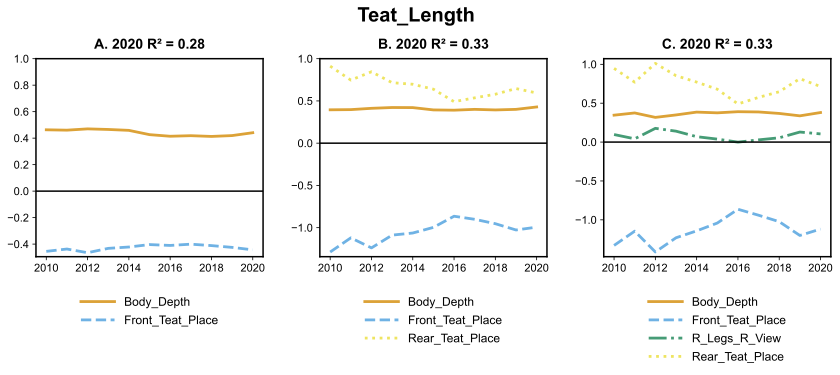 Teat_Length
A. 2020 R² = 0.28
B. 2020 R² = 0.33
C. 2020 R² = 0.33
1.0
0.8
0.6
0.4
0.2
0.0
−0.2
−0.4
2010 2012 2014 2016 2018 2020
1.0
0.5
0.0
−0.5
−1.0
2010 2012 2014 2016 2018 2020
1.0
0.5
0.0
−0.5
−1.0
2010 2012 2014 2016 2018 2020
Body_Depth
Front_Teat_Place
Body_Depth
Front_Teat_Place
Rear_Teat_Place
Body_Depth
Front_Teat_Place
R_Legs_R_View
Rear_Teat_Place